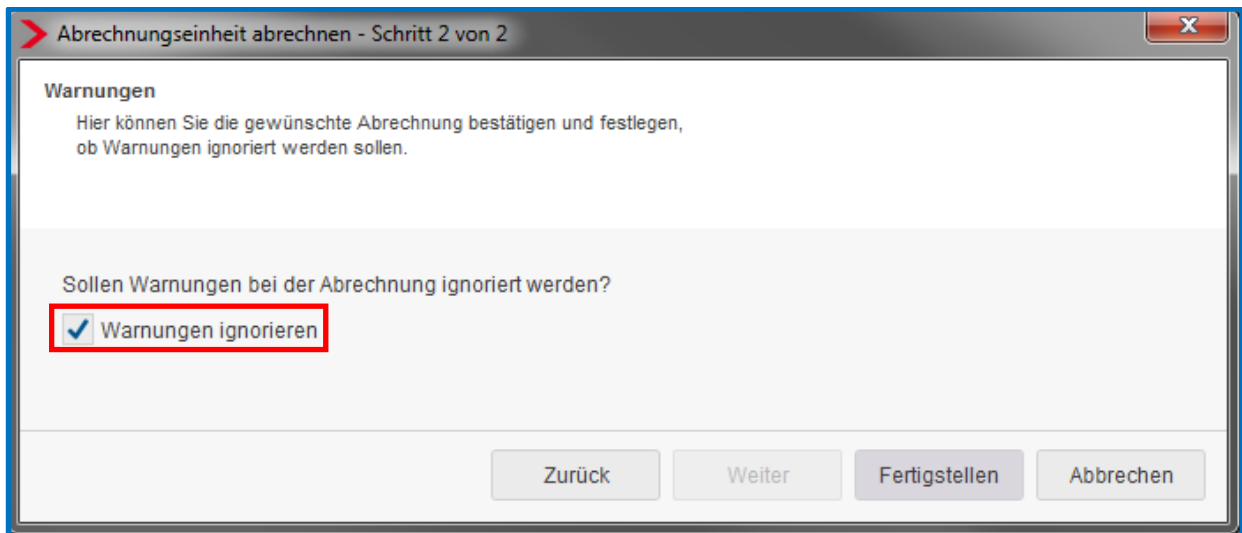 Abrechnungseinheit abrechnen - Schritt 2 von 2
Warnungen
Hier können Sie die gewünschte Abrechnung bestätigen und festlegen,
ob Warnungen ignoriert werden sollen.
Sollen Warnungen bei der Abrechnung ignoriert werden?
Warnungen ignorieren
Zurück Weiter Fertigstellen Abbrechen